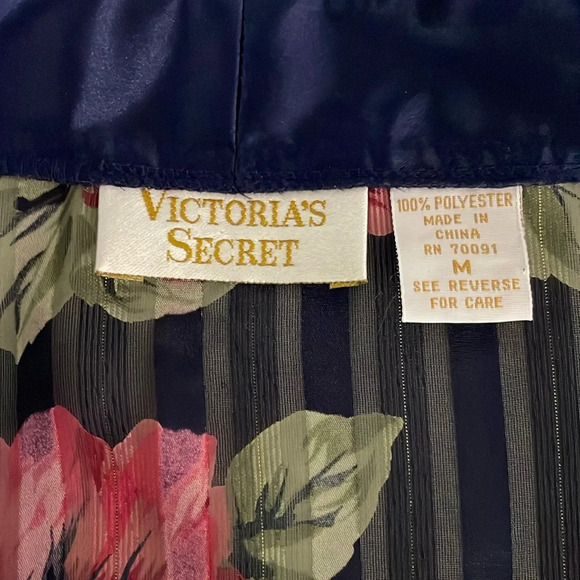 VICTORIA'S
SECRET
100% POLYESTER
MADE IN
CHINA
RN 70091
M
SEE REVERSE
FOR CARE